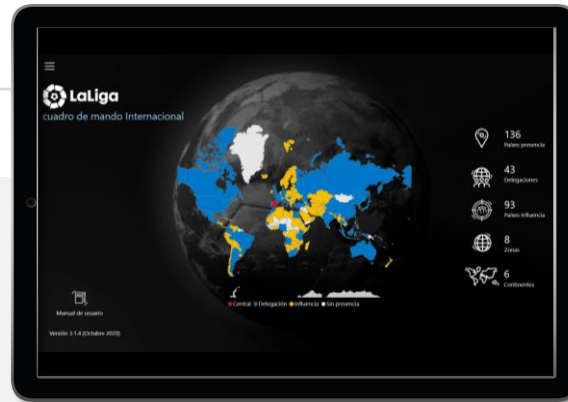 LaLiga
cuadro de mando Internacional
136
Países presencia
43
Delegaciones
93
Países influencia
8
Zonas
6
Continentes
Central Delegación Influencia Sin presencia
Manual de usuario
Versión 3.1.8 (Octubre 2020)